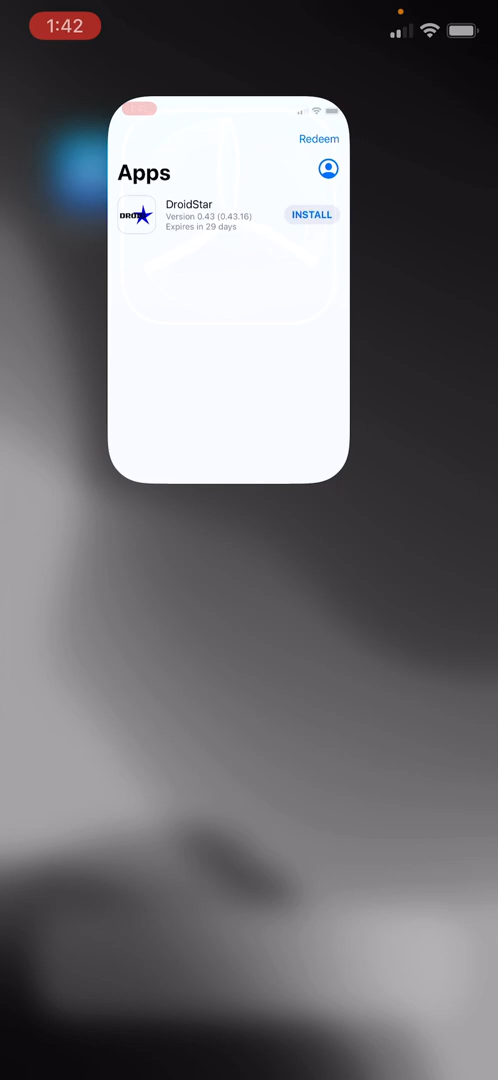 1:42
Redeem
Apps
DroidStar
Version 0.43 (0.43.16)
Expires in 29 days
INSTALL